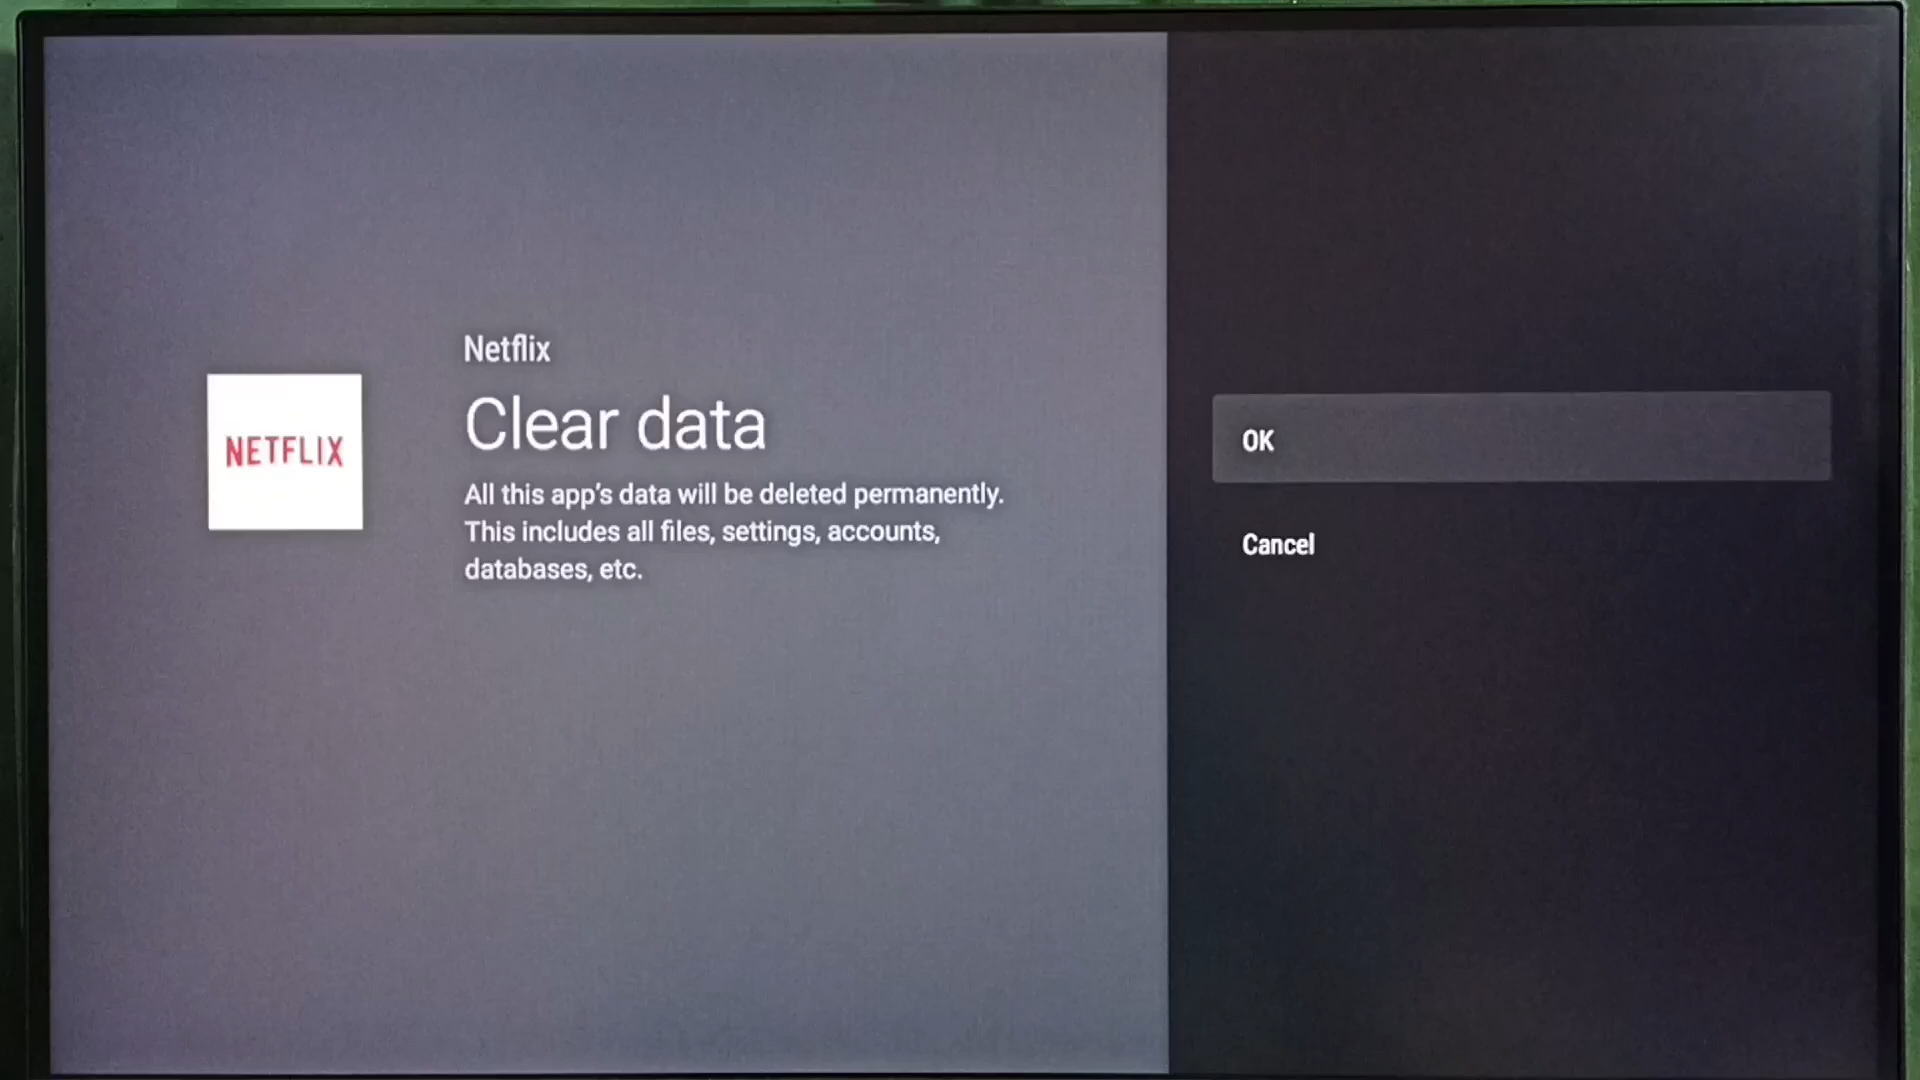 Netflix
NETFLIX
Clear data
All this app's data will be deleted permanently.
This includes all files, settings, accounts,
databases, etc.
OK
Cancel